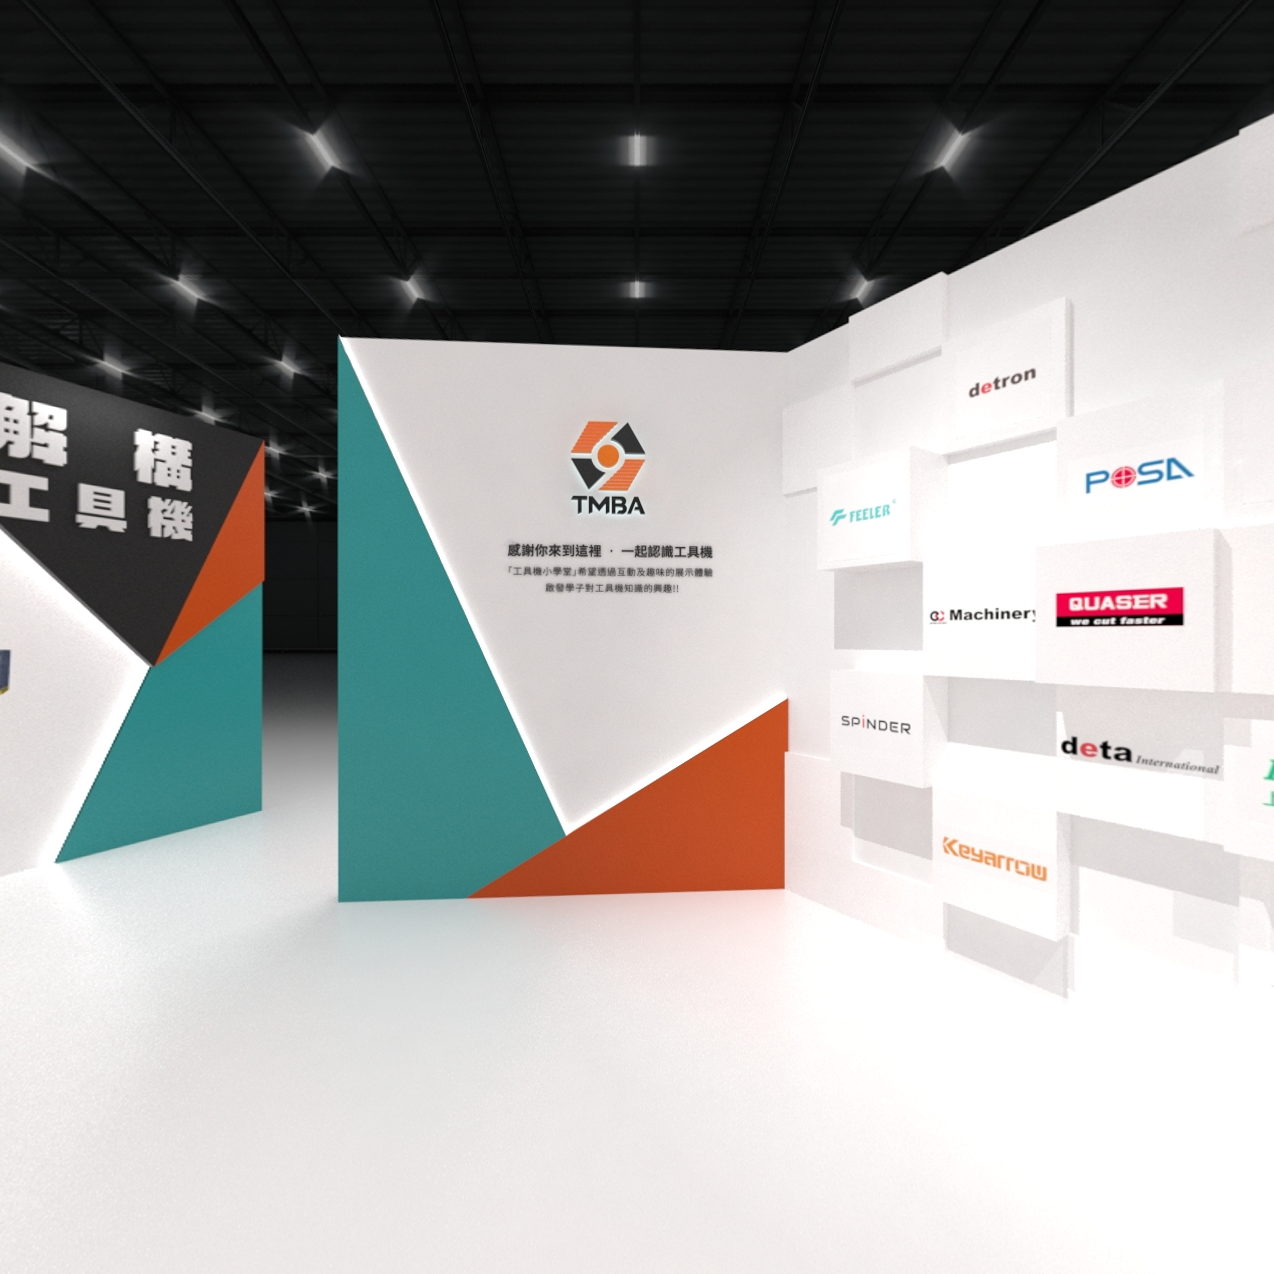 解構
工具機
TMBA
感謝你來到這裡 · 一起認識工具機
「工具機小學堂」希望透過互動及趣味的展示體驗
啟發學子對工具機知識的興趣!!
detron
POSA
FEELER
Machinery
QUASER
we cut faster
SPINDER
deta International
Keyarrow